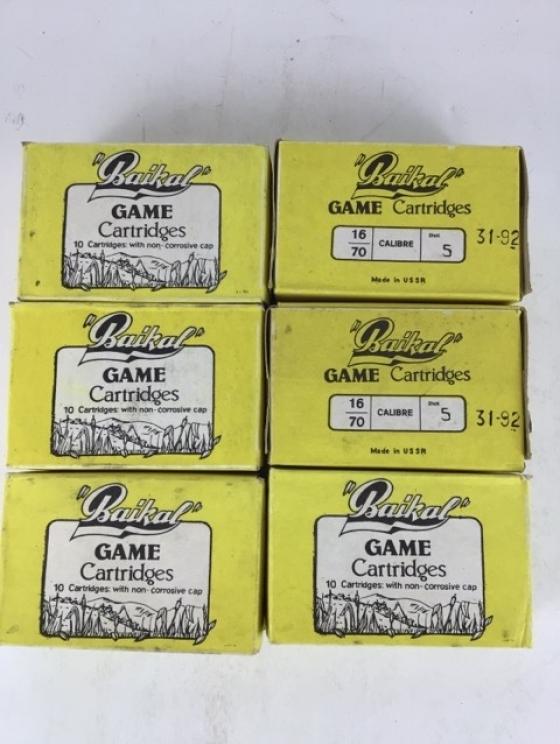 "Baikal"
GAME
Cartridges
10 Cartridges: with non-corrosive cap
"Baikal"
GAME Cartridges
16/70 CALIBRE Shot 5 31-92
Made in USSR
"Baikal"
GAME
Cartridges
10 Cartridges: with non-corrosive cap
"Baikal"
GAME Cartridges
16/70 CALIBRE Shot 5 31-92
Made in USSR
"Baikal"
GAME
Cartridges
10 Cartridges: with non-corrosive cap
"Baikal"
GAME
Cartridges
10 Cartridges: with non-corrosive cap